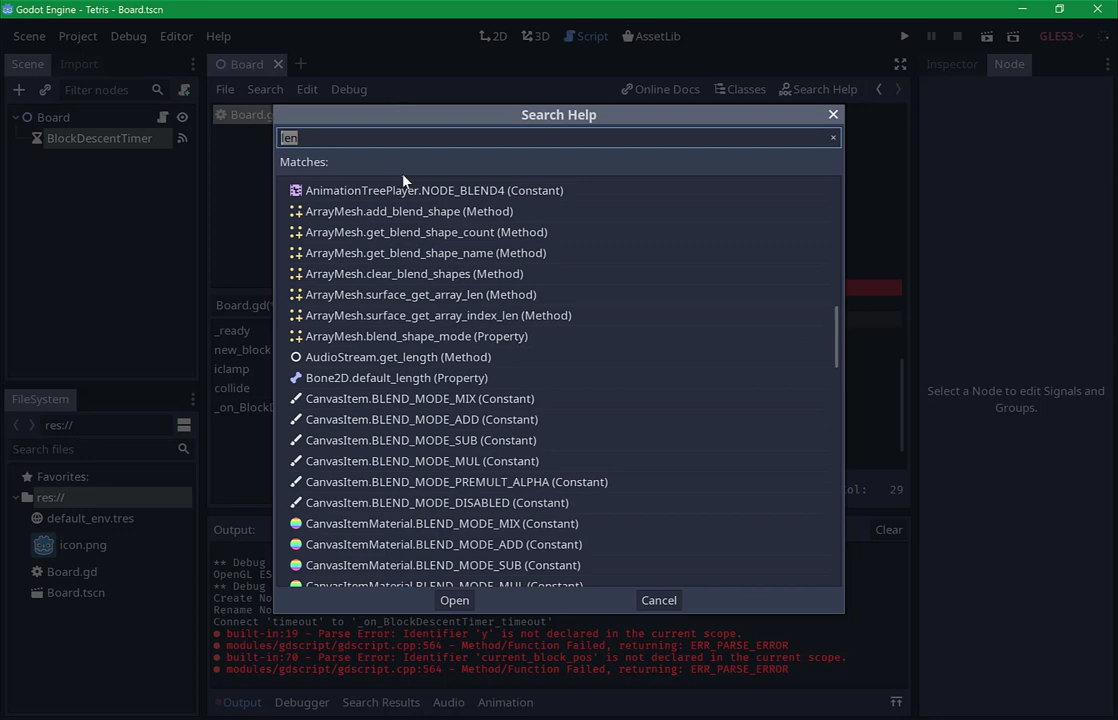 Godot Engine - Tetris - Board.tscn
Scene Project Debug Editor Help
2D 3D Script AssetLib
GLES3
Scene Import
Board
Inspector Node
Filter nodes
File Search Edit Debug
Online Docs Classes Search Help
Board
BlockDescentTimer
Board.g
Search Help
len
Matches:
AnimationTreePlayer.NODE_BLEND4 (Constant)
ArrayMesh.add_blend_shape (Method)
ArrayMesh.get_blend_shape_count (Method)
ArrayMesh.get_blend_shape_name (Method)
ArrayMesh.clear_blend_shapes (Method)
ArrayMesh.surface_get_array_len (Method)
ArrayMesh.surface_get_array_index_len (Method)
ArrayMesh.blend_shape_mode (Property)
AudioStream.get_length (Method)
Bone2D.default_length (Property)
CanvasItem.BLEND_MODE_MIX (Constant)
CanvasItem.BLEND_MODE_ADD (Constant)
CanvasItem.BLEND_MODE_SUB (Constant)
CanvasItem.BLEND_MODE_MUL (Constant)
CanvasItem.BLEND_MODE_PREMULT_ALPHA (Constant)
CanvasItem.BLEND_MODE_DISABLED (Constant)
CanvasItemMaterial.BLEND_MODE_MIX (Constant)
CanvasItemMaterial.BLEND_MODE_ADD (Constant)
CanvasItemMaterial.BLEND_MODE_SUB (Constant)
CanvasItemMaterial.BLEND_MODE_MUL (Constant)
Open Cancel
Board.gd(*
_ready
new_block
iclamp
collide
_on_Block
Select a Node to edit Signals and
Groups.
ol: 29
FileSystem
res://
Search files
Favorites:
res://
default_env.tres
icon.png
Board.gd
Board.tscn
Output:
Clear
** Debug
OpenGL ES
** Debug
Create No
Rename No
Connect 'timeout' to '_on_BlockDescentTimer_timeout'
built-in:19 - Parse Error: Identifier 'y' is not declared in the current scope.
modules/gdscript/gdscript.cpp:564 - Method/Function Failed, returning: ERR_PARSE_ERROR
built-in:70 - Parse Error: Identifier 'current_block_pos' is not declared in the current scope.
modules/gdscript/gdscript.cpp:564 - Method/Function Failed, returning: ERR_PARSE_ERROR
Output Debugger Search Results Audio Animation